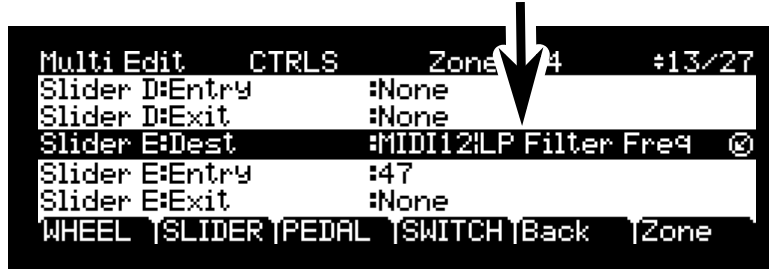 Multi Edit CTRLS Zone 4 ÷13/27
Slider D:Entry :None
Slider D:Exit :None
Slider E:Dest :MIDI12|LP Filter Freq
Slider E:Entry :47
Slider E:Exit :None
WHEEL SLIDER PEDAL SWITCH Back Zone